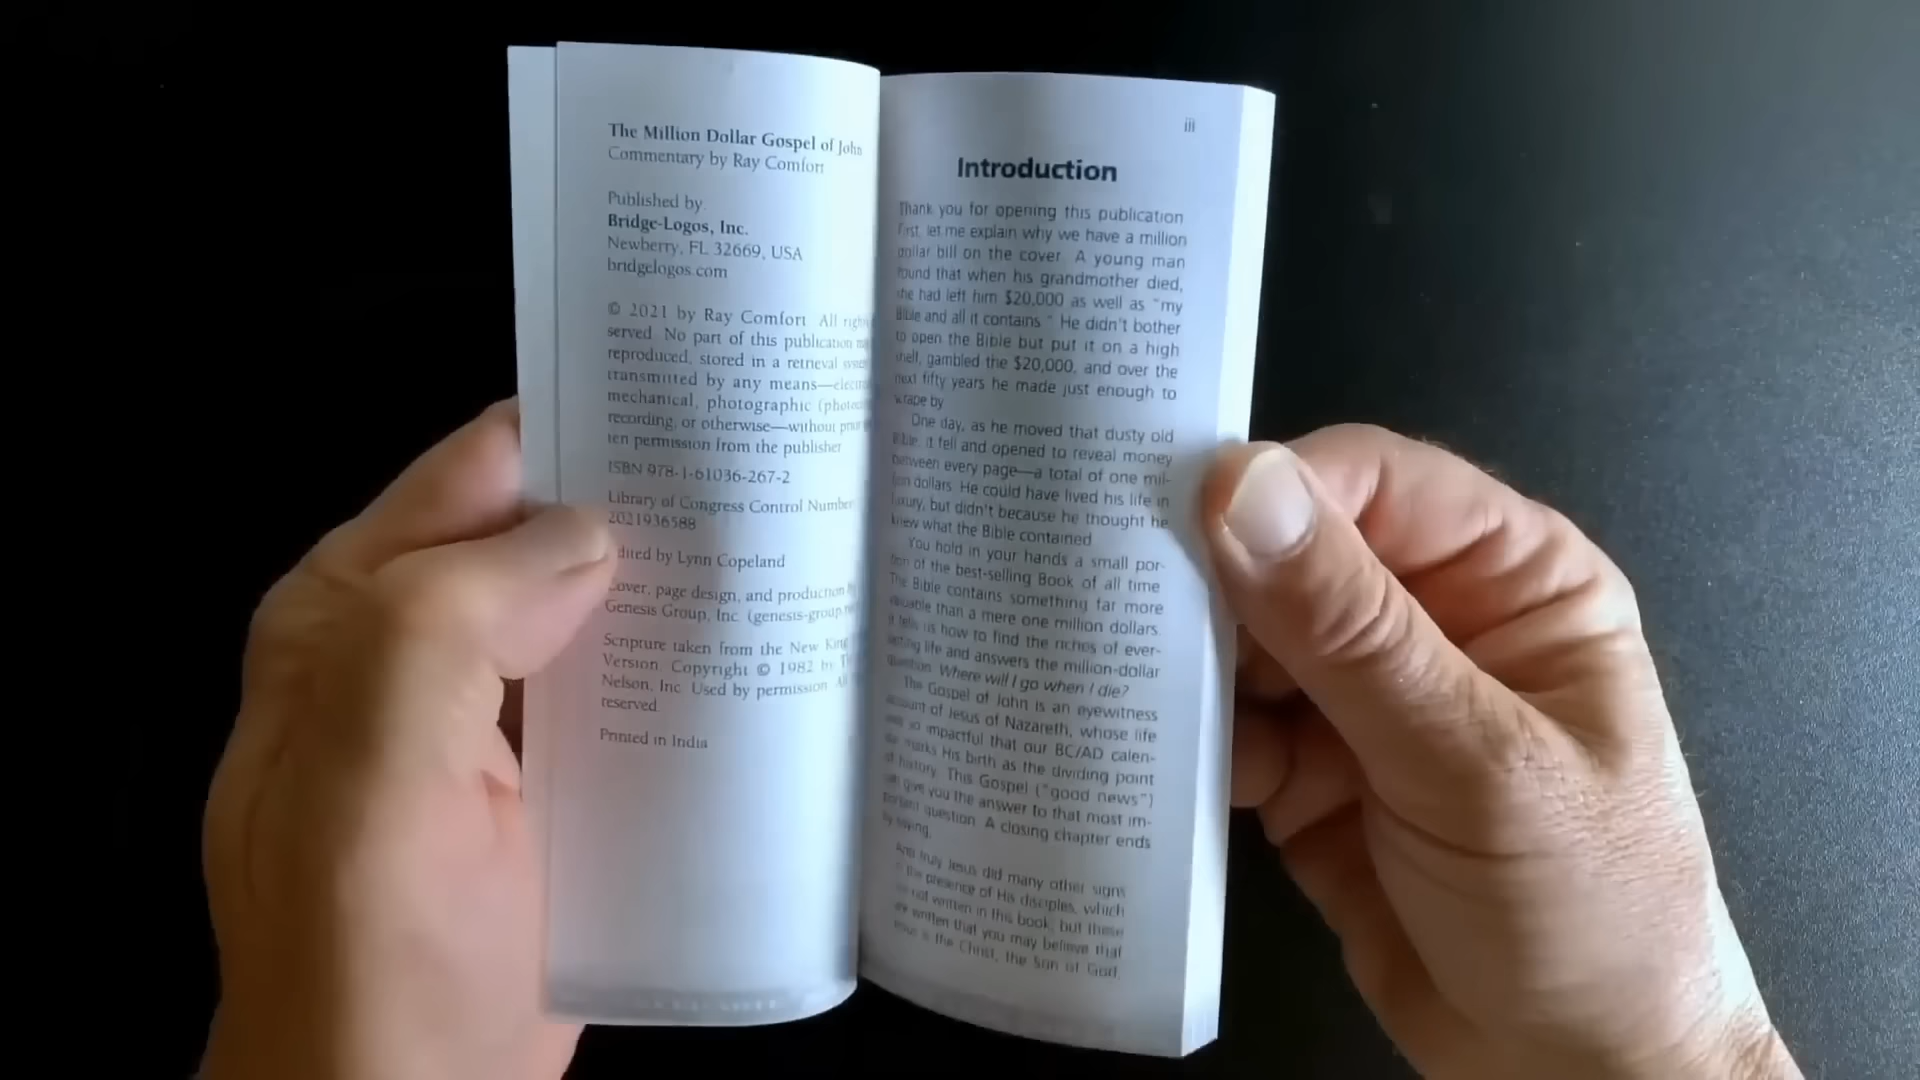 The Million Dollar Gospel of John
Commentary by Ray Comfort
Published by:
Bridge-Logos, Inc.
Newberry, FL 32669, USA
bridgelogos.com
© 2021 by Ray Comfort. All
served. No part of this publication
reproduced, stored in a retrieval
transmitted by any means—
mechanical, photographic
recording, or otherwise—without
ten permission from the publisher
ISBN 978-1-61036-267-2
Library of Congress Control Number
2021936588
by Lynn Copeland
page design, and production
Genesis Group, Inc. (genesis-group.
Scripture taken from the New King
Version, Copyright © 1982 by
Nelson, Inc. Used by permission. All
reserved.
Printed in India
iii
Introduction
Thank you for opening this publication
First, let me explain why we have a million
dollar bill on the cover. A young man
found that when his grandmother died,
she had left him $20,000 as well as "my
Bible and all it contains." He didn't bother
to open the Bible but put it on a high
shelf, gambled the $20,000, and over the
next fifty years he made just enough to
scrape by
One day, as he moved that dusty old
Bible, it fell and opened to reveal money
between every page—a total of one mil-
lion dollars. He could have lived his life in
luxury, but didn't because he thought he
knew what the Bible contained
You hold in your hands a small por-
tion of the best-selling Book of all time
The Bible contains something far more
valuable than a mere one million dollars.
It tells us how to find the riches of ever-
lasting life and answers the million-dollar
question: Where will I go when I die?
The Gospel of John is an eyewitness
account of Jesus of Nazareth, whose life
was so impactful that our BC/AD calen-
dar marks His birth as the dividing point
of history. This Gospel ("good news")
can give you the answer to that most im-
portant question. A closing chapter ends
by saying,
And truly Jesus did many other signs
in the presence of His disciples, which
are not written in this book; but these
are written that you may believe that
Jesus is the Christ, the Son of God,